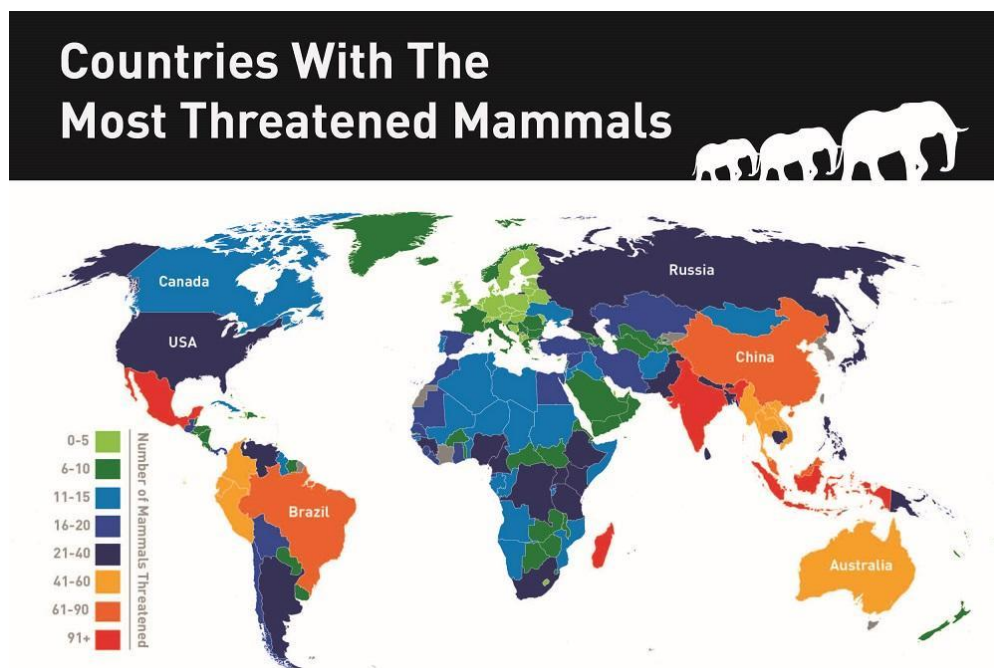 Countries With The
Most Threatened Mammals
Canada
Russia
USA
China
Brazil
Australia
0-5
6-10
11-15
16-20
21-40
41-60
61-90
91+
Number of Mammals Threatened